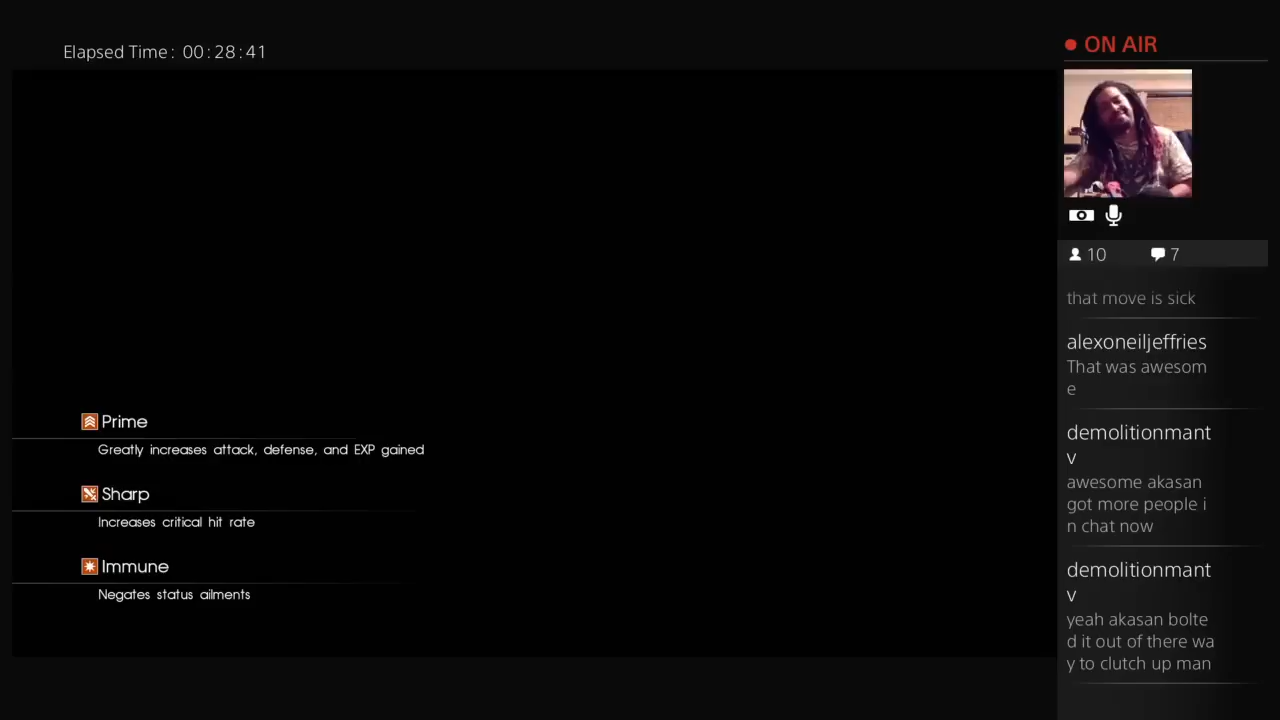 Elapsed Time: 00:28:41
ON AIR
10 7
that move is sick
alexoneiljeffries
That was awesom
e
demolitionmant
v
awesome akasan
got more people i
n chat now
demolitionmant
v
yeah akasan bolte
d it out of there wa
y to clutch up man
Prime
Greatly increases attack, defense, and EXP gained
Sharp
Increases critical hit rate
Immune
Negates status ailments